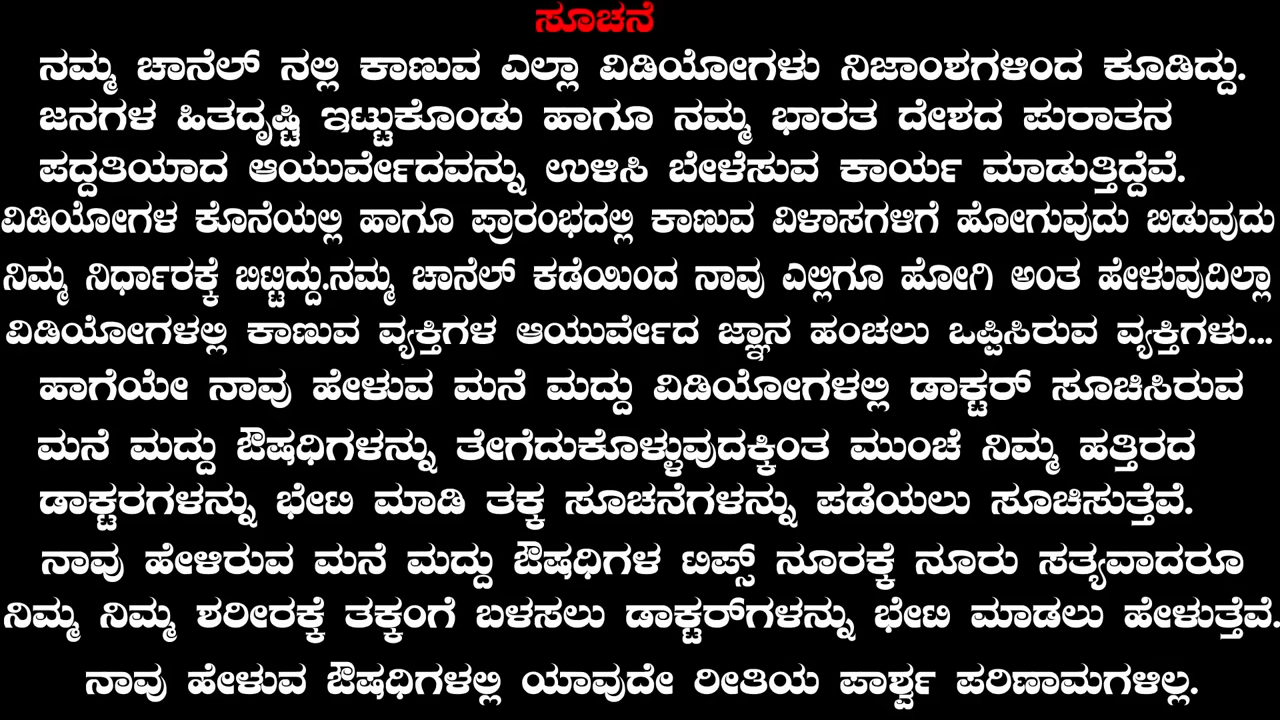 ಸೂಚನೆ
ನಮ್ಮ ಚಾನೆಲ್ ನಲ್ಲಿ ಕಾಣುವ ಎಲ್ಲಾ ವಿಡಿಯೋಗಳು ನಿಜಾಂಶಗಳಿಂದ ಕೂಡಿದ್ದು.
ಜನಗಳ ಹಿತದೃಷ್ಟಿ ಇಟ್ಟುಕೊಂಡು ಹಾಗೂ ನಮ್ಮ ಭಾರತ ದೇಶದ ಪುರಾತನ
ಪದ್ದತಿಯಾದ ಆಯುರ್ವೇದವನ್ನು ಉಳಿಸಿ ಬೇಳೆಸುವ ಕಾರ್ಯ ಮಾಡುತ್ತಿದ್ದೆವೆ.
ವಿಡಿಯೋಗಳ ಕೊನೆಯಲ್ಲಿ ಹಾಗೂ ಪ್ರಾರಂಭದಲ್ಲಿ ಕಾಣುವ ವಿಳಾಸಗಳಿಗೆ ಹೋಗುವುದು ಬಿಡುವುದು
ನಿಮ್ಮ ನಿರ್ಧಾರಕ್ಕೆ ಬಿಟ್ಟಿದ್ದು.ನಮ್ಮ ಚಾನೆಲ್ ಕಡೆಯಿಂದ ನಾವು ಎಲ್ಲಿಗೂ ಹೋಗಿ ಅಂತ ಹೇಳುವುದಿಲ್ಲಾ
ವಿಡಿಯೋಗಳಲ್ಲಿ ಕಾಣುವ ವ್ಯಕ್ತಿಗಳ ಆಯುರ್ವೇದ ಜ್ಞಾನ ಹಂಚಲು ಒಪ್ಪಿಸಿರುವ ವ್ಯಕ್ತಿಗಳು...
ಹಾಗೆಯೇ ನಾವು ಹೇಳುವ ಮನೆ ಮದ್ದು ವಿಡಿಯೋಗಳಲ್ಲಿ ಡಾಕ್ಟರ್ ಸೂಚಿಸಿರುವ
ಮನೆ ಮದ್ದು ಔಷಧಿಗಳನ್ನು ತೇಗೆದುಕೊಳ್ಳುವುದಕ್ಕಿಂತ ಮುಂಚೆ ನಿಮ್ಮ ಹತ್ತಿರದ
ಡಾಕ್ಟರಗಳನ್ನು ಭೇಟಿ ಮಾಡಿ ತಕ್ಕ ಸೂಚನೆಗಳನ್ನು ಪಡೆಯಲು ಸೂಚಿಸುತ್ತೆವೆ.
ನಾವು ಹೇಳಿರುವ ಮನೆ ಮದ್ದು ಔಷಧಿಗಳ ಟಿಪ್ಸ್ ನೂರಕ್ಕೆ ನೂರು ಸತ್ಯವಾದರೂ
ನಿಮ್ಮ ನಿಮ್ಮ ಶರೀರಕ್ಕೆ ತಕ್ಕಂಗೆ ಬಳಸಲು ಡಾಕ್ಟರ್‌ಗಳನ್ನು ಭೇಟಿ ಮಾಡಲು ಹೇಳುತ್ತೆವೆ.
ನಾವು ಹೇಳುವ ಔಷಧಿಗಳಲ್ಲಿ ಯಾವುದೇ ರೀತಿಯ ಪಾರ್ಶ್ವ ಪರಿಣಾಮಗಳಿಲ್ಲ.